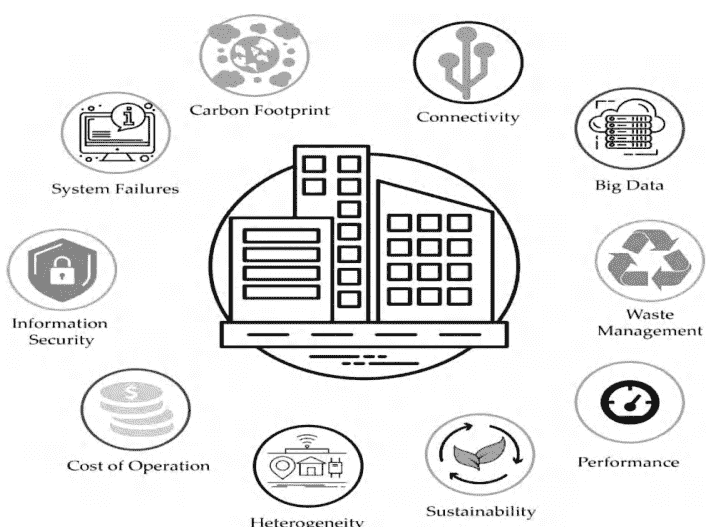 Carbon Footprint
Connectivity
System Failures
Big Data
Information
Security
Waste
Management
Cost of Operation
Performance
Heterogeneity
Sustainability